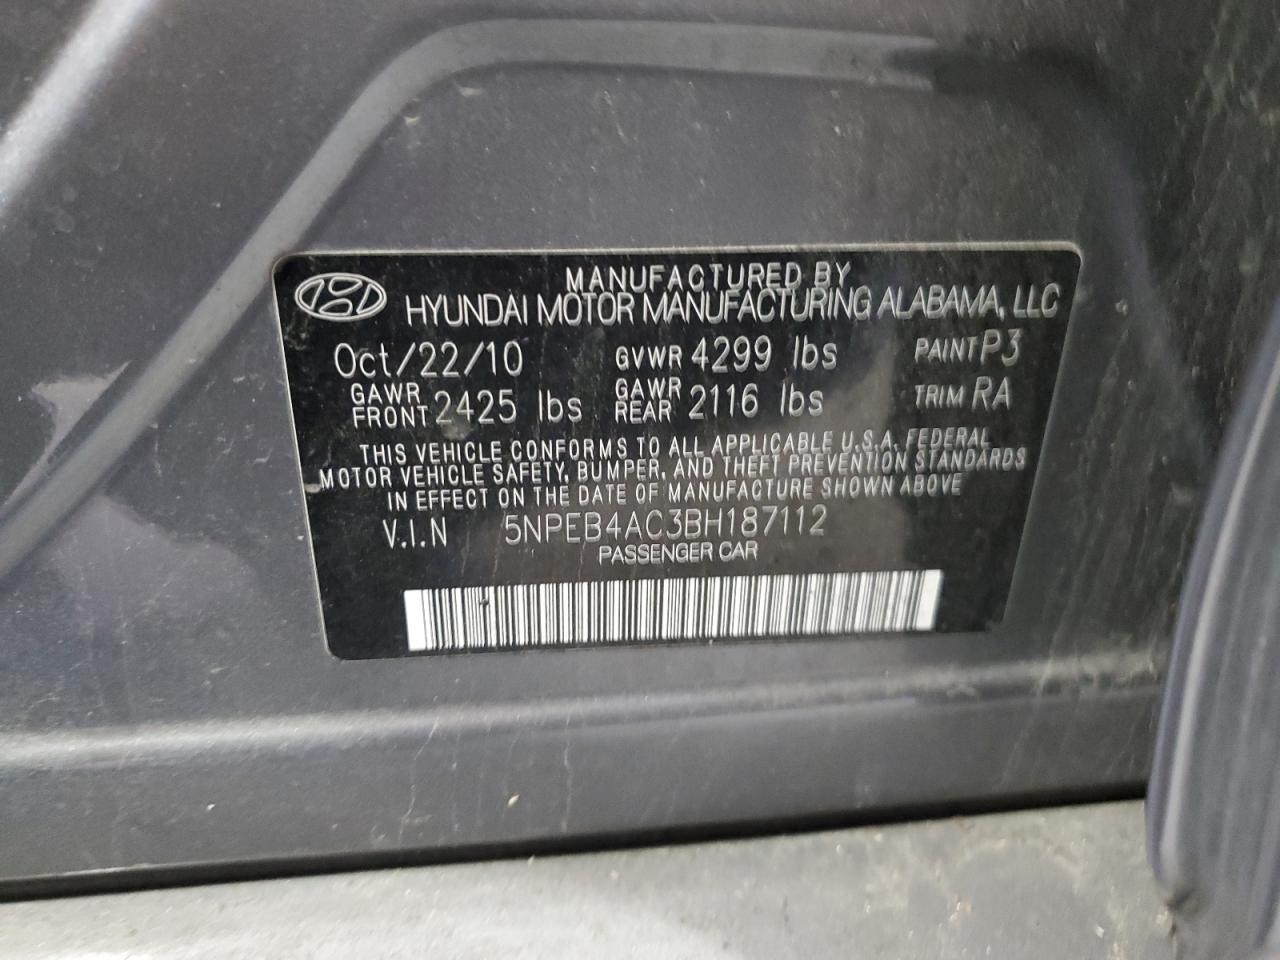 MANUFACTURED BY
HYUNDAI MOTOR MANUFACTURING ALABAMA, LLC
Oct/22/10 GVWR 4299 lbs PAINT P3
GAWR FRONT 2425 lbs GAWR REAR 2116 lbs TRIM RA
THIS VEHICLE CONFORMS TO ALL APPLICABLE U.S.A. FEDERAL
MOTOR VEHICLE SAFETY, BUMPER, AND THEFT PREVENTION STANDARDS
IN EFFECT ON THE DATE OF MANUFACTURE SHOWN ABOVE
V.I.N 5NPEB4AC3BH187112
PASSENGER CAR